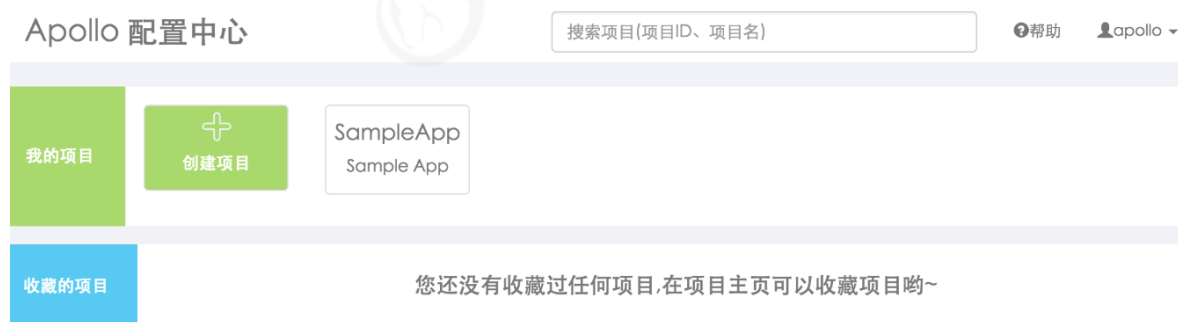 Apollo 配置中心
搜索项目(项目ID、项目名)
帮助
apollo
我的项目
创建项目
SampleApp
Sample App
收藏的项目
您还没有收藏过任何项目,在项目主页可以收藏项目哟~